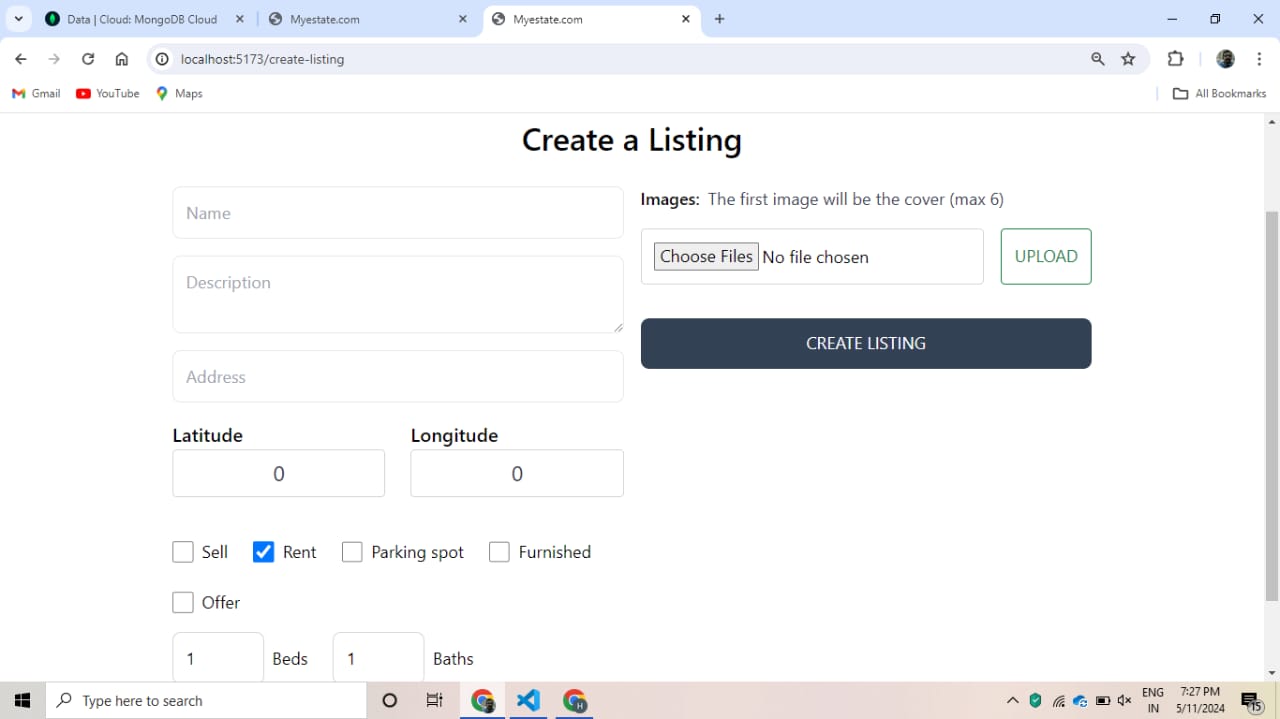 Data | Cloud: MongoDB Cloud
Myestate.com
Myestate.com
localhost:5173/create-listing
Gmail
YouTube
Maps
All Bookmarks
Create a Listing
Name
Description
Address
Latitude
Longitude
0
0
Sell
Rent
Parking spot
Furnished
Offer
1
Beds
1
Baths
Images: The first image will be the cover (max 6)
Choose Files No file chosen
UPLOAD
CREATE LISTING
Type here to search
H
ENG
IN
7:27 PM
5/11/2024
15